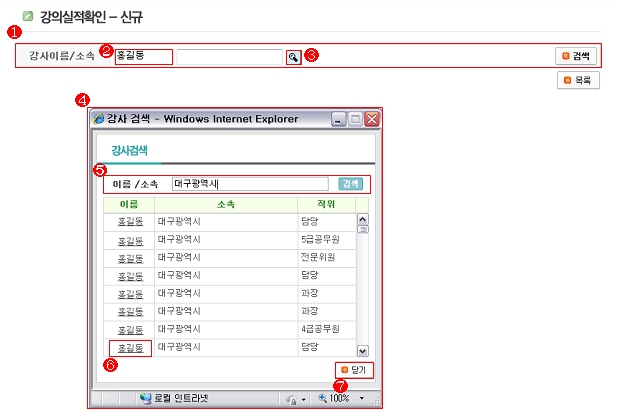 강의실적확인 - 신규
1
강사이름/소속 2 홍길동 3 검색
목록
4
강사 검색 - Windows Internet Explorer
강사검색
5
이름 /소속 대구광역시 검색
이름 소속 직위
홍길동 대구광역시 담당
홍길동 대구광역시 5급공무원
홍길동 대구광역시 전문위원
홍길동 대구광역시 담당
홍길동 대구광역시 과장
홍길동 대구광역시 과장
홍길동 대구광역시 4급공무원
홍길동 대구광역시 담당
6
닫기
7
로컬 인트라넷 100%